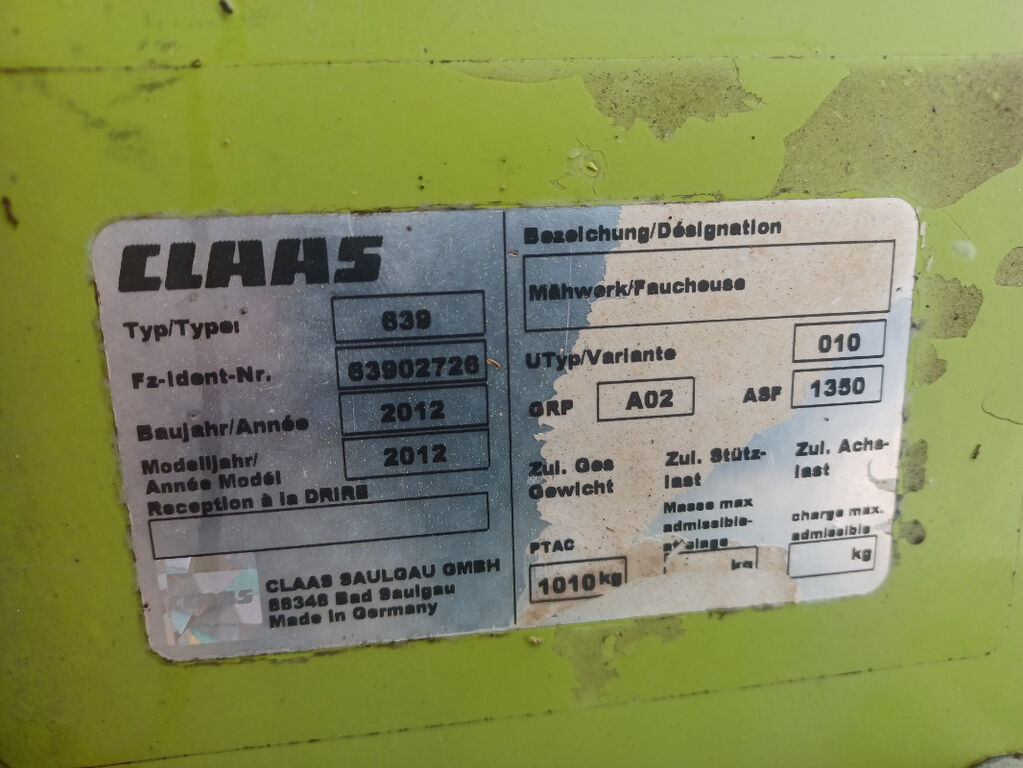 CLAAS
Typ/Type: 639
Fz-Ident-Nr. 63902726
Baujahr/Année 2012
Modelljahr/
Année Modél 2012
Reception à la DRIRE
CLAAS
CLAAS SAULGAU GMBH
88348 Bad Saulgau
Made in Germany
Bezeichung/Désignation
Mähwerk/Faucheuse
UTyp/Variante 010
GRP A02 ASF 1350
Zul. Ges
Gewicht
PTAC
1010 kg
Zul. Stütz-
last
Masse max
admissible-
kg
Zul. Achs-
last
charge max.
admissible
kg